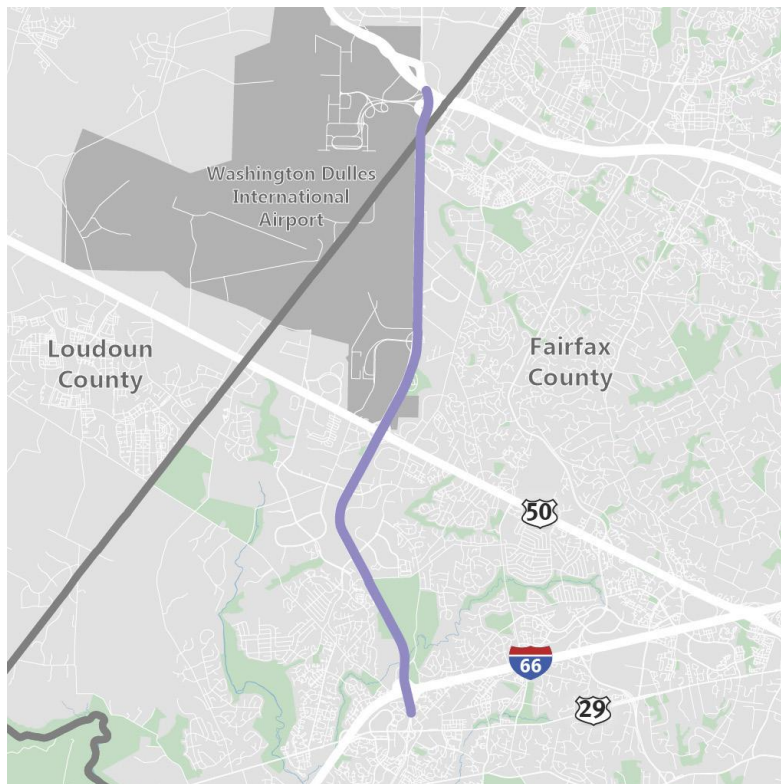 Washington Dulles
International
Airport
Loudoun
County
Fairfax
County
50
66
29